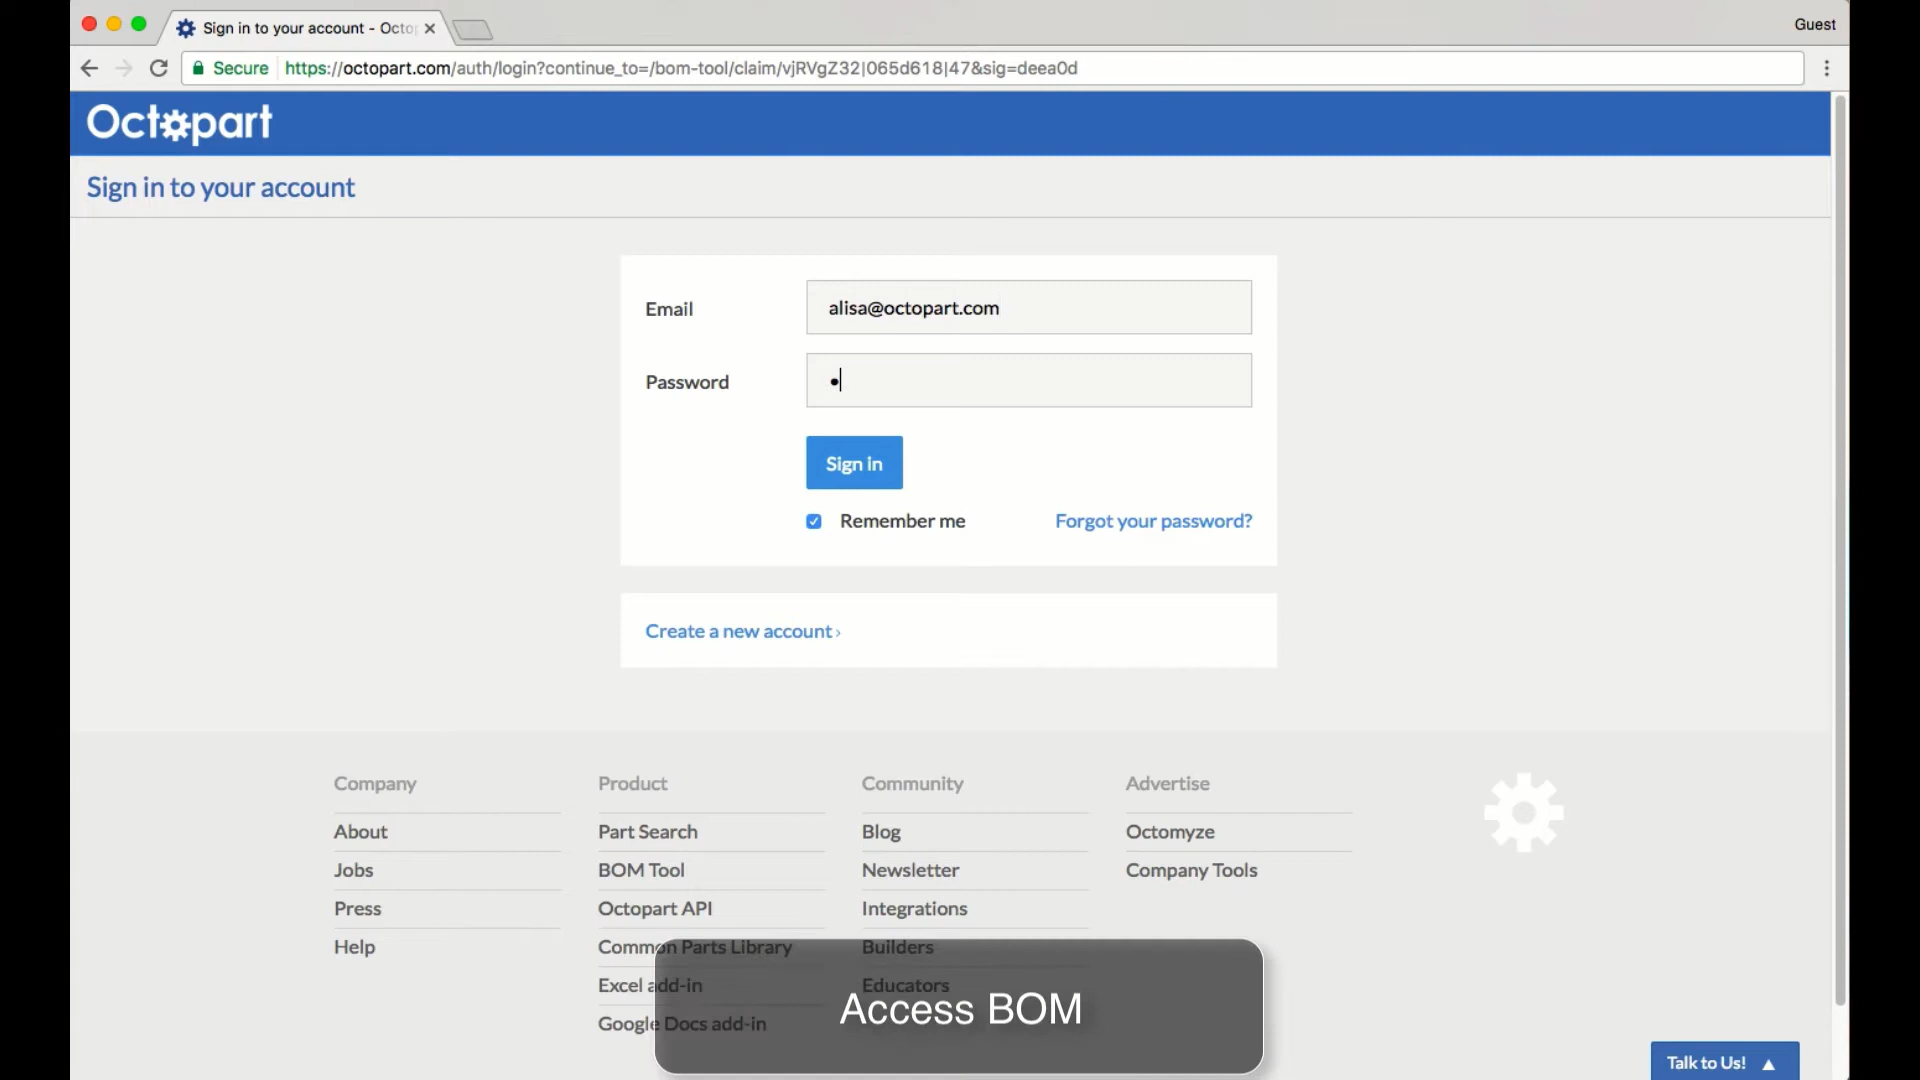 Sign in to your account - Octo
Guest
Secure https://octopart.com/auth/login?continue_to=/bom-tool/claim/vjRVgZ32|065d618|47&sig=deea0d
Octopart
Sign in to your account
Email alisa@octopart.com
Password
Sign in
Remember me Forgot your password?
Create a new account ›
Company Product Community Advertise
About Part Search Blog Octomyze
Jobs BOM Tool Newsletter Company Tools
Press Octopart API Integrations
Help Common Parts Library Builders
Excel add-in Educators
Google Docs add-in
Access BOM
Talk to Us!